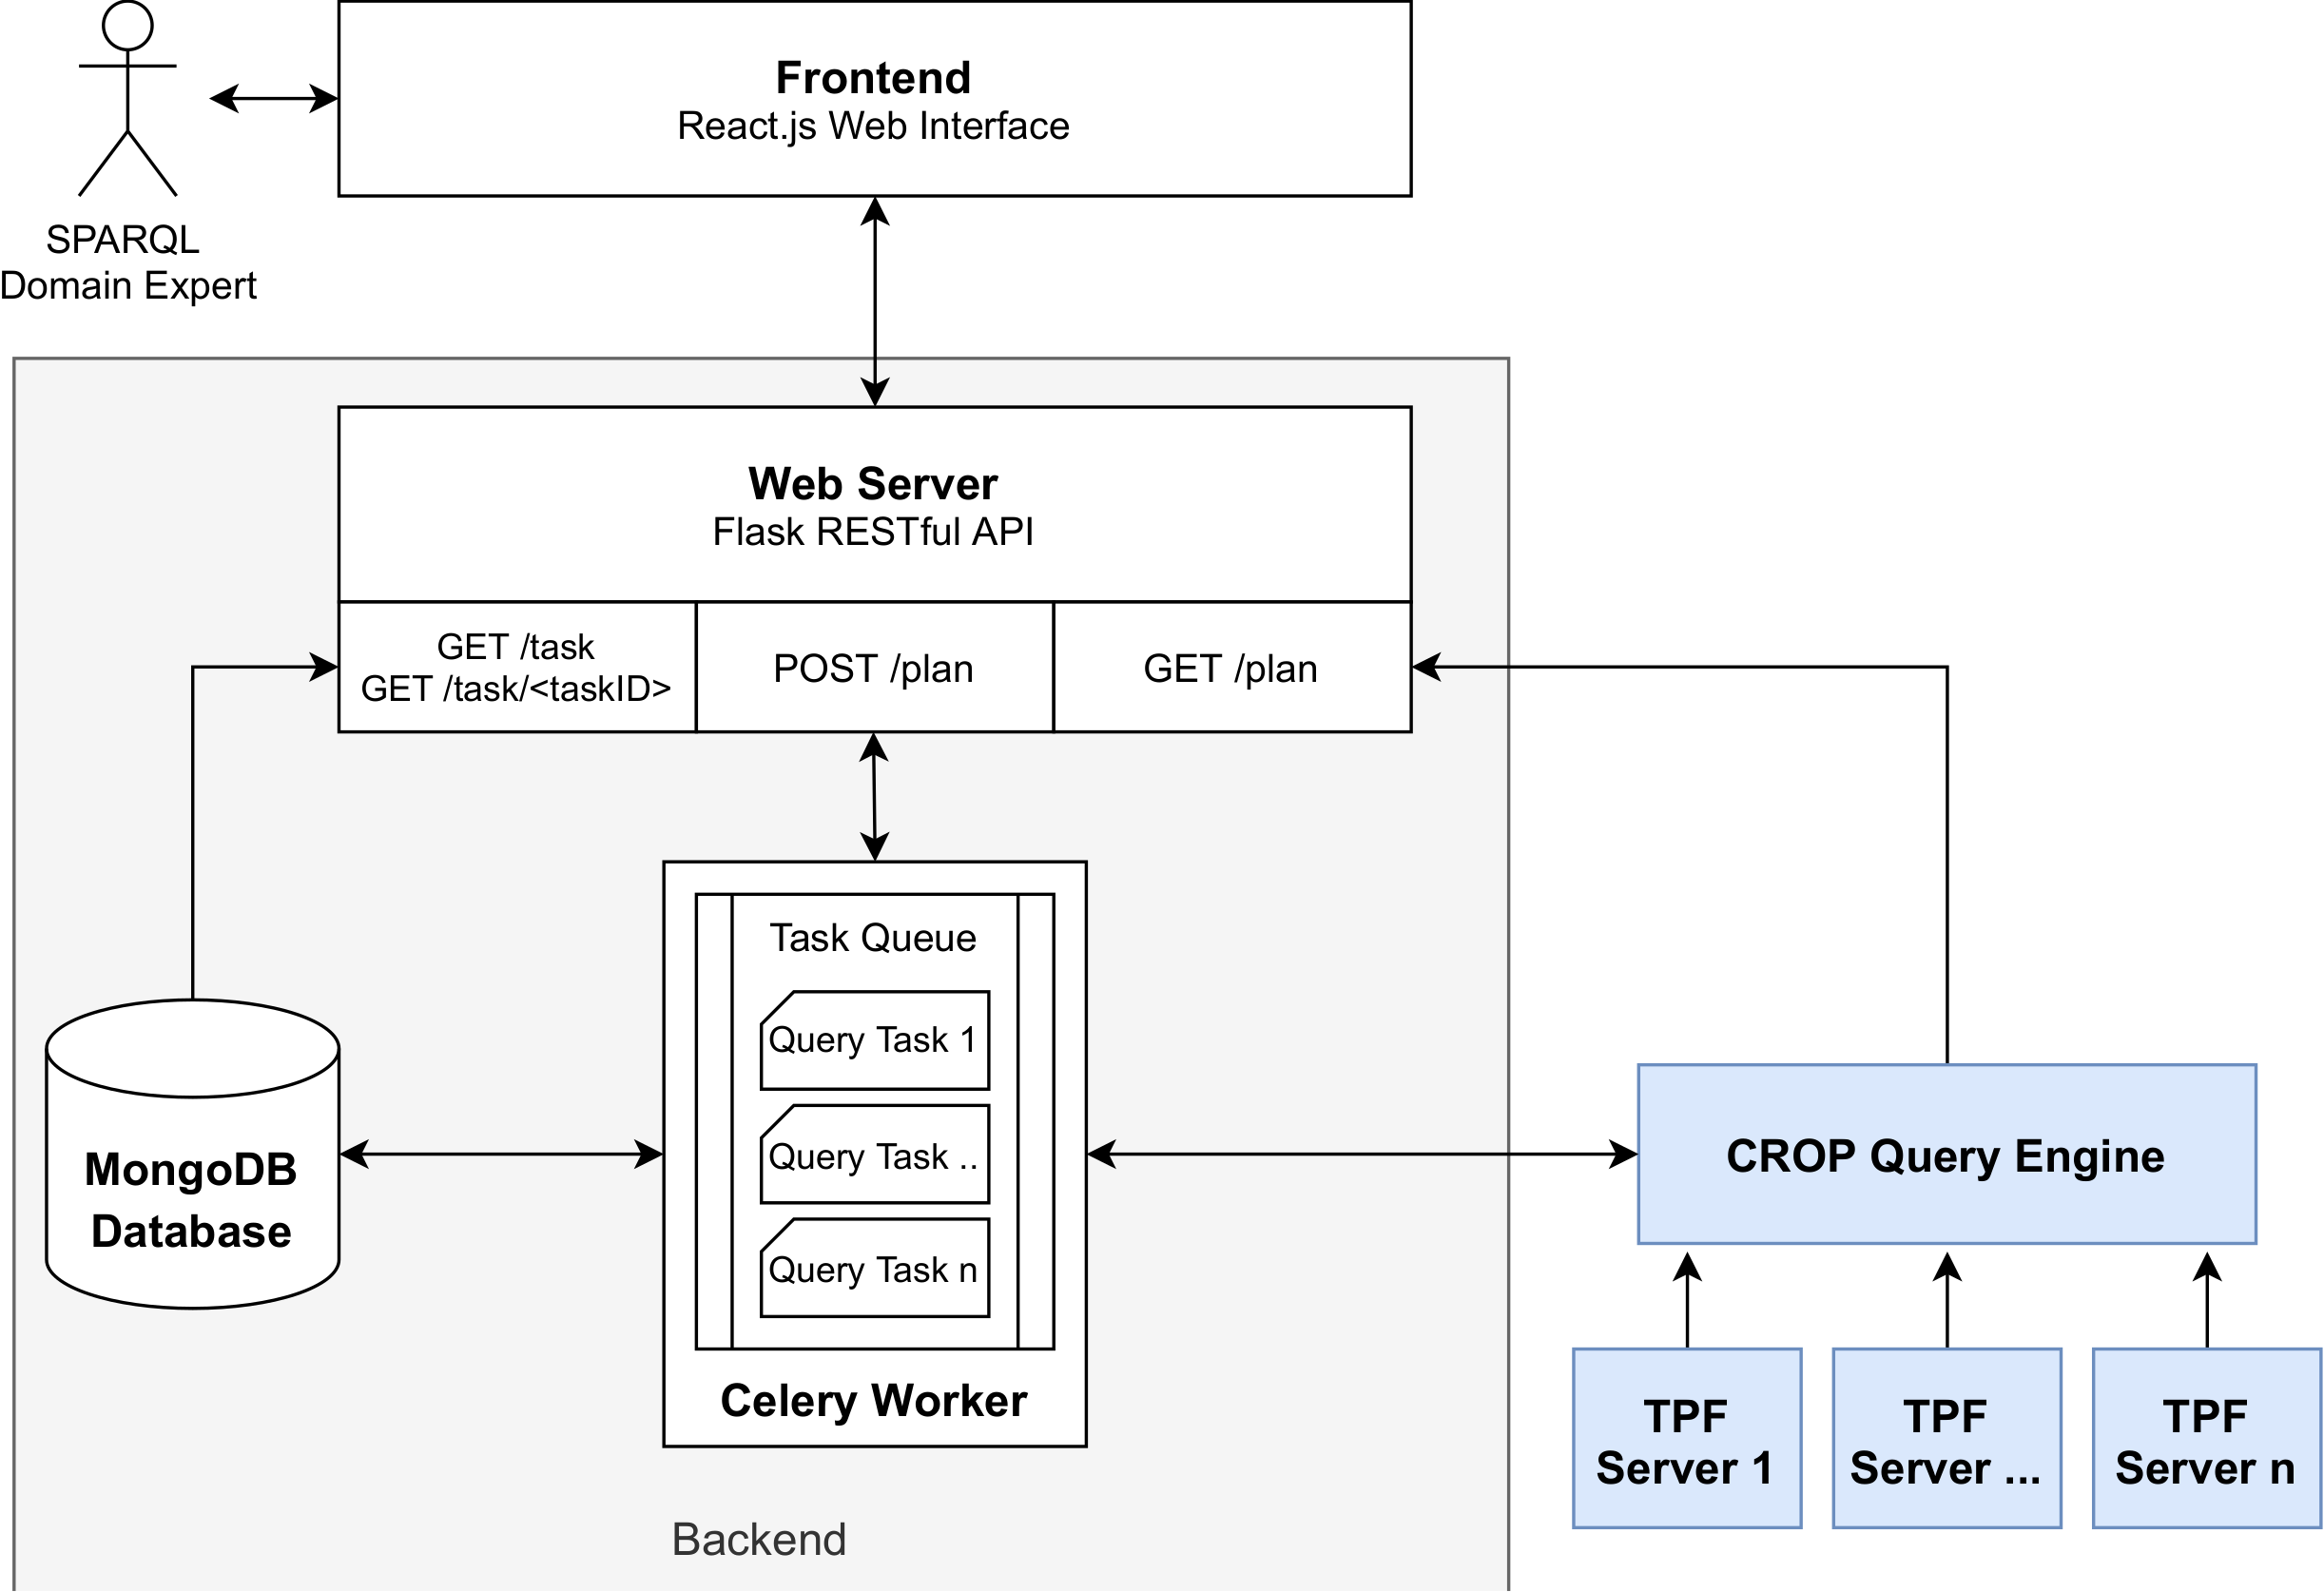 Frontend
React.js Web Interface
SPARQL
Domain Expert
Web Server
Flask RESTful API
GET /task
GET /task/<taskID>
POST /plan
GET /plan
Task Queue
Query Task 1
Query Task ..
Query Task n
Celery Worker
MongoDB
Database
CROP Query Engine
TPF
Server 1
TPF
Server ...
TPF
Server n
Backend